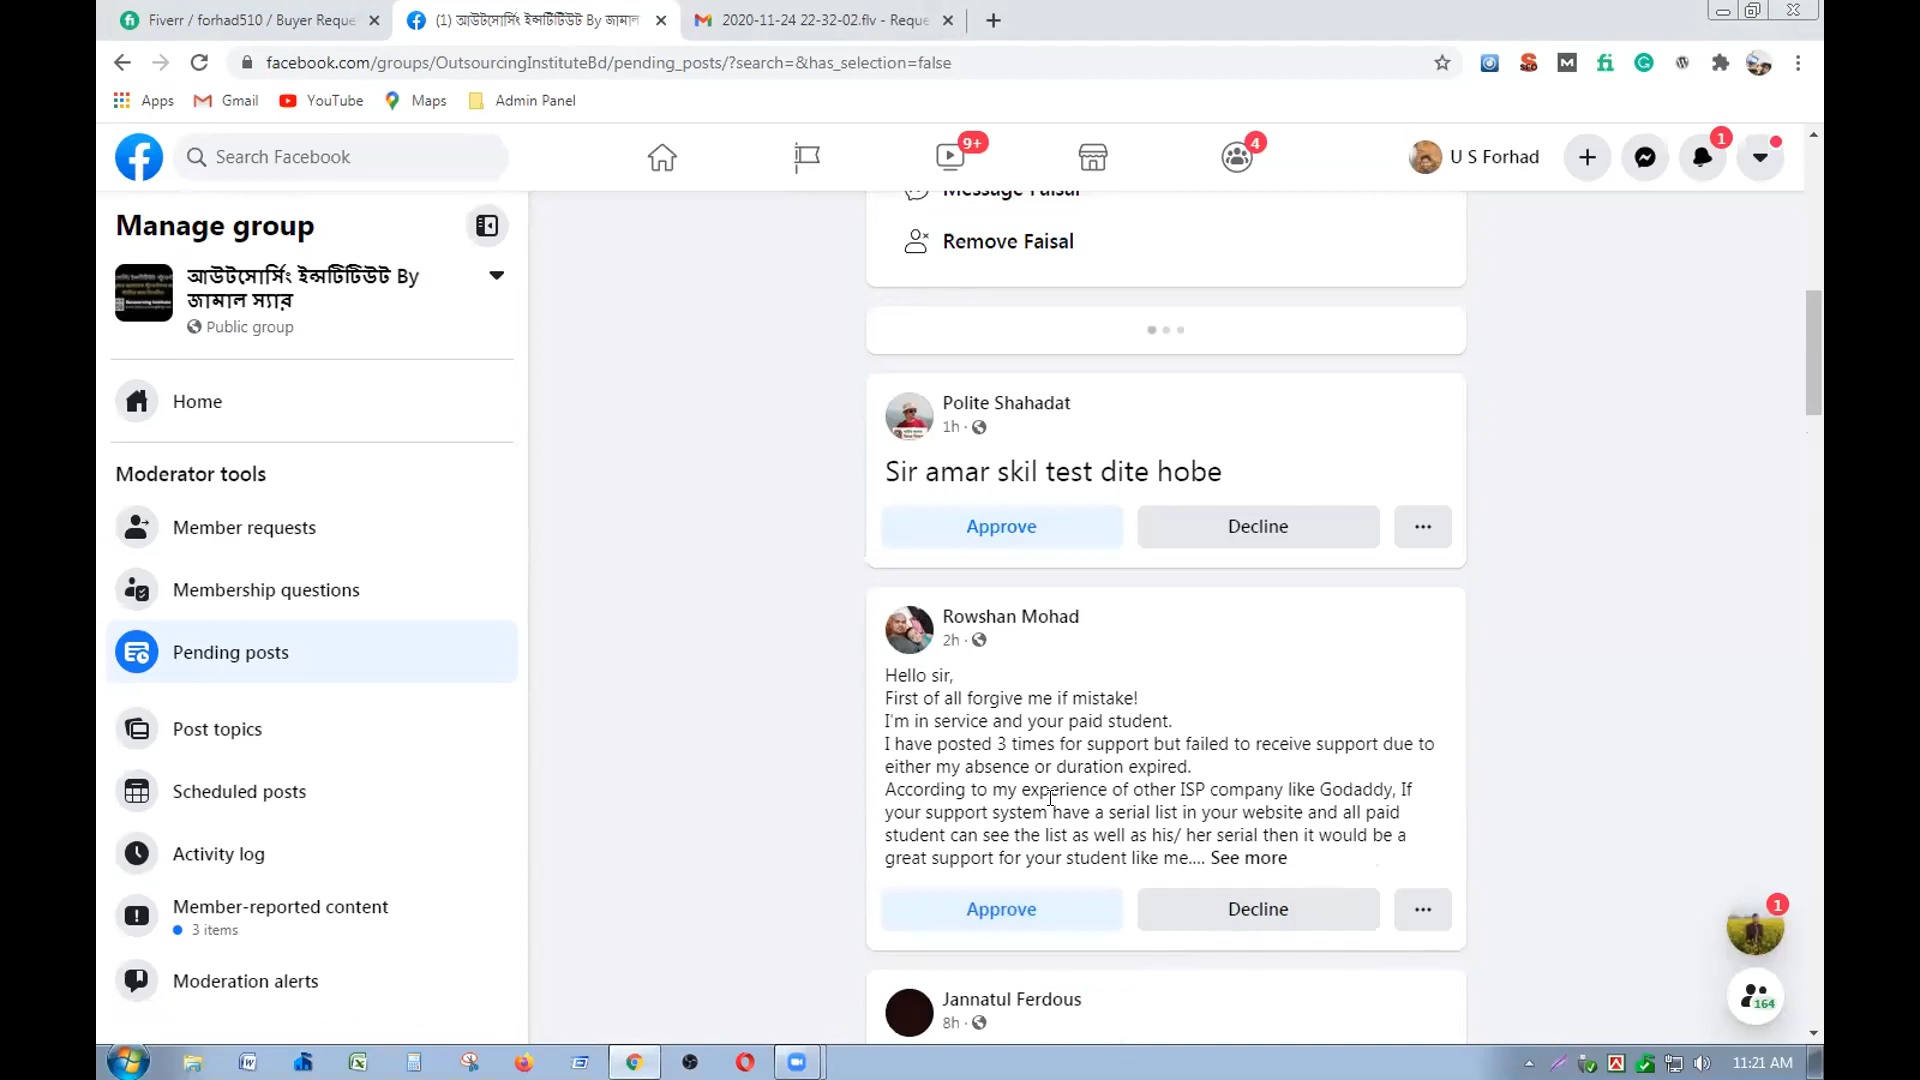 Fiverr / forhad510 / Buyer Reque
(1) আউটসোর্সিং ইন্সটিটিউট By জামাল
2020-11-24 22-32-02.flv - Reque
facebook.com/groups/OutsourcingInstituteBd/pending_posts/?search=&has_selection=false
Apps
Gmail
YouTube
Maps
Admin Panel
Search Facebook
9+
4
U S Forhad
1
Manage group
আউটসোর্সিং ইন্সটিটিউট By
জামাল স্যার
Public group
Home
Moderator tools
Member requests
Membership questions
Pending posts
Post topics
Scheduled posts
Activity log
Member-reported content
3 items
Moderation alerts
Message Faisal
Remove Faisal
Polite Shahadat
1h ·
Sir amar skil test dite hobe
Approve
Decline
Rowshan Mohad
2h ·
Hello sir,
First of all forgive me if mistake!
I'm in service and your paid student.
I have posted 3 times for support but failed to receive support due to
either my absence or duration expired.
According to my experience of other ISP company like Godaddy, If
your support system have a serial list in your website and all paid
student can see the list as well as his/ her serial then it would be a
great support for your student like me.... See more
Approve
Decline
Jannatul Ferdous
8h ·
1
164
11:21 AM